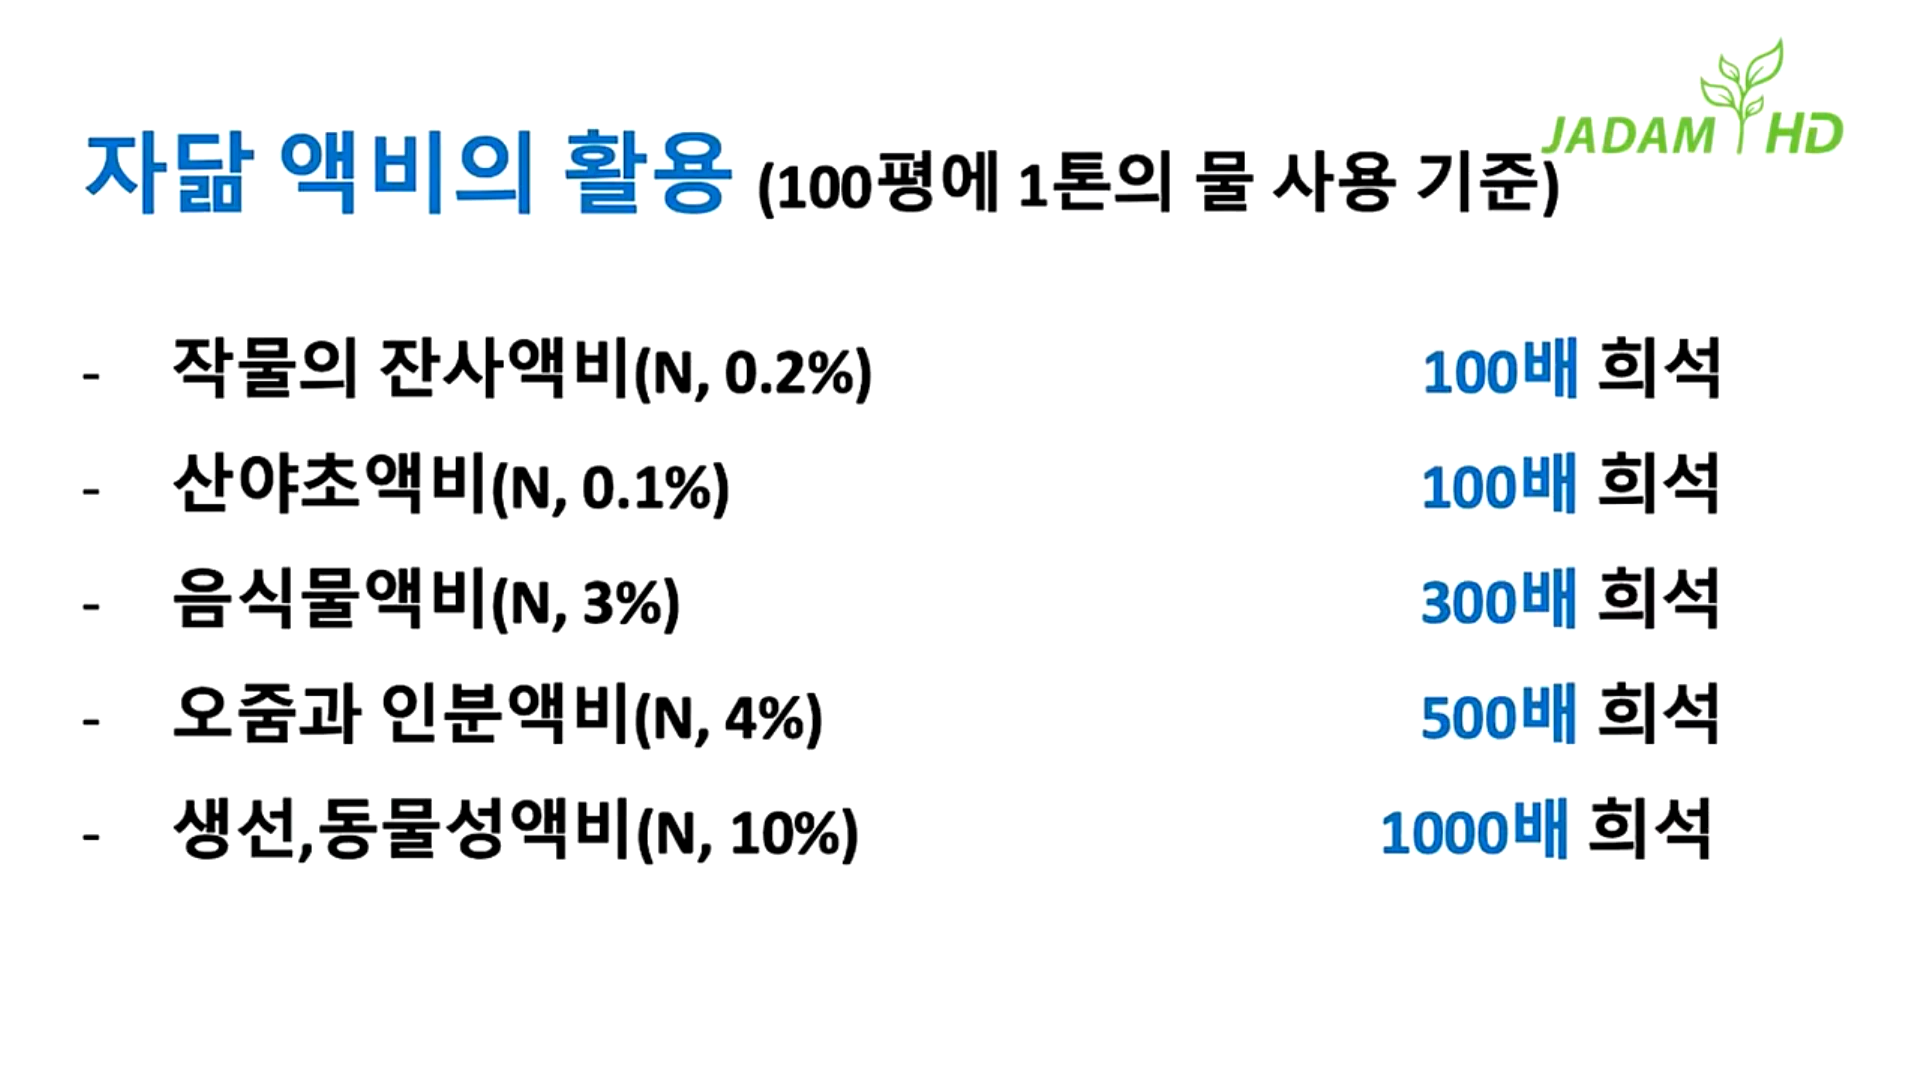 JADAM HD
자닮 액비의 활용 (100평에 1톤의 물 사용 기준)
- 작물의 잔사액비(N, 0.2%) 100배 희석
- 산야초액비(N, 0.1%) 100배 희석
- 음식물액비(N, 3%) 300배 희석
- 오줌과 인분액비(N, 4%) 500배 희석
- 생선,동물성액비(N, 10%) 1000배 희석